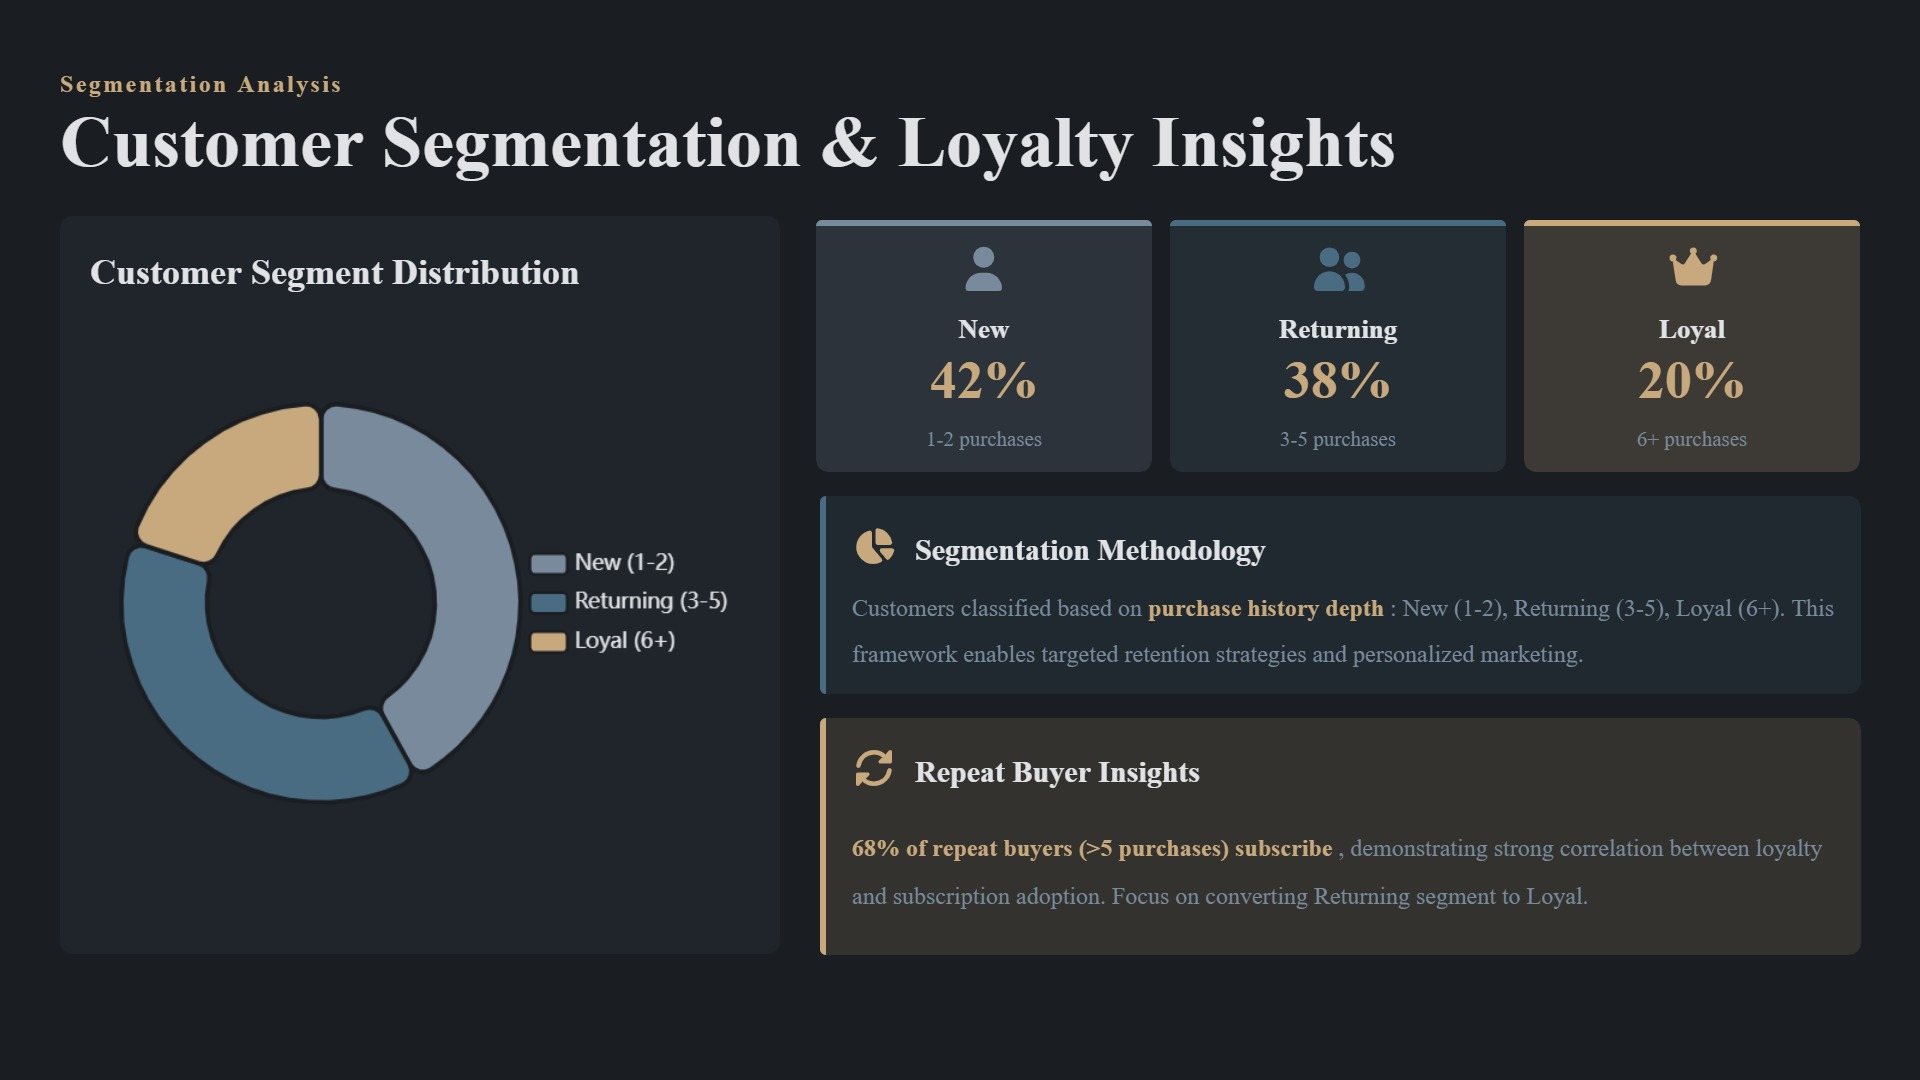 Segmentation Analysis
Customer Segmentation & Loyalty Insights
Customer Segment Distribution
New (1-2)
Returning (3-5)
Loyal (6+)
New
42%
1-2 purchases
Returning
38%
3-5 purchases
Loyal
20%
6+ purchases
Segmentation Methodology
Customers classified based on purchase history depth : New (1-2), Returning (3-5), Loyal (6+). This
framework enables targeted retention strategies and personalized marketing.
Repeat Buyer Insights
68% of repeat buyers (>5 purchases) subscribe , demonstrating strong correlation between loyalty
and subscription adoption. Focus on converting Returning segment to Loyal.